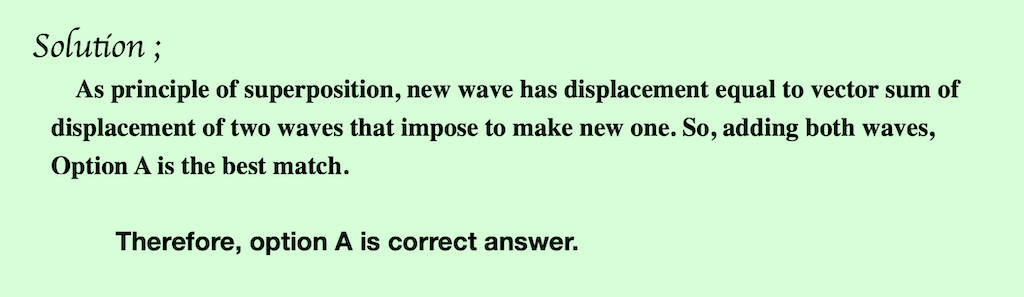 Solution ;
As principle of superposition, new wave has displacement equal to vector sum of
displacement of two waves that impose to make new one. So, adding both waves,
Option A is the best match.
Therefore, option A is correct answer.